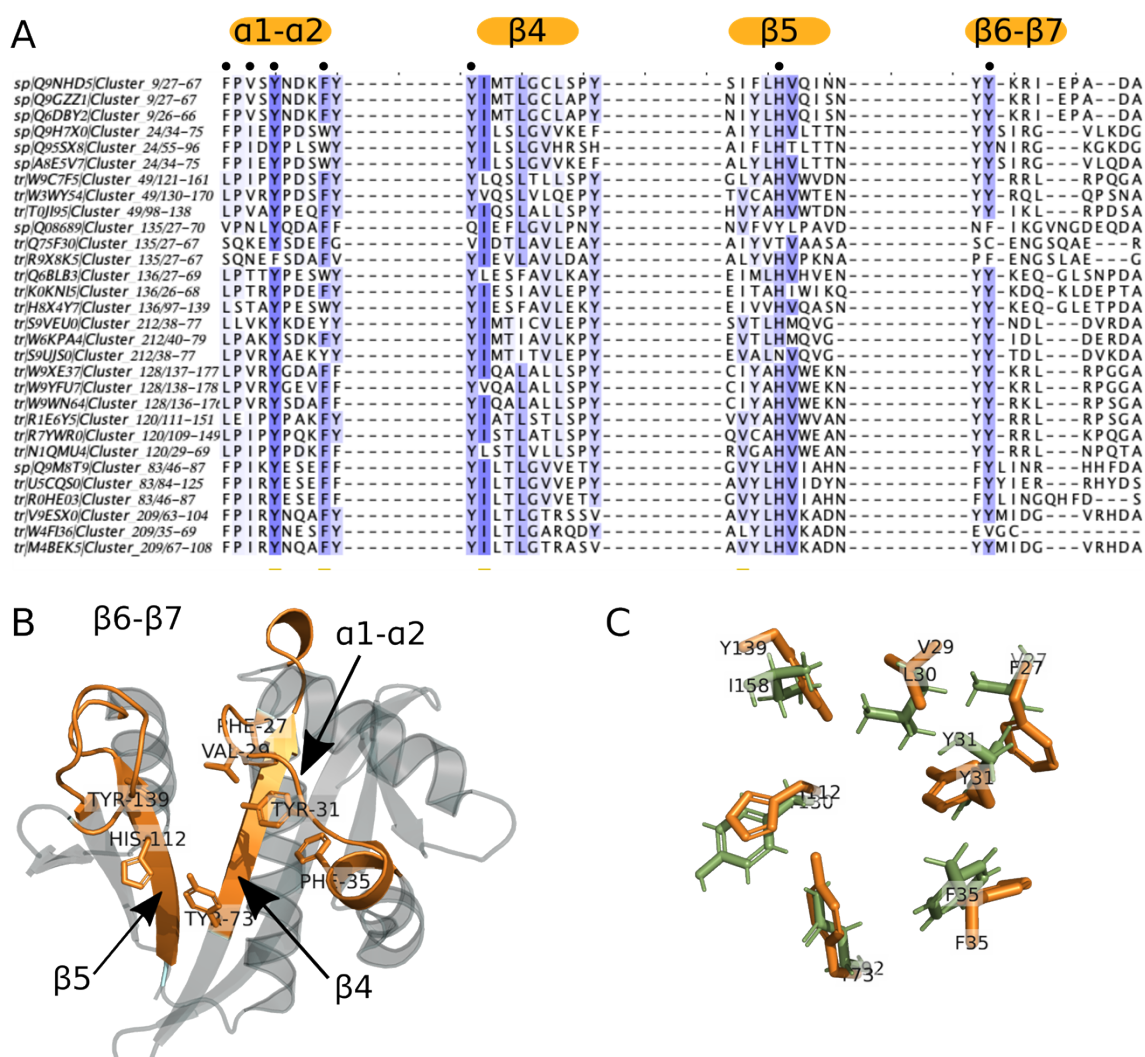 A
α1-α2 β4 β5 β6-β7
sp|Q9NHD5|Cluster_9/27-67 FPVSYNDKFY----------YIMTLGCLSPY----------SIFLHVQINN----------YY-KRI-EPA--DA
sp|Q9GZZ1|Cluster_9/27-67 FPVSYNDKFY----------YIMTLGCLAPY----------NIYLHVQISN----------YY-KRI-EPA--DA
sp|Q6DBY2|Cluster_9/26-66 FPVSYNDKFY----------YIMTLGCLAPY----------NIYLHVQISN----------YY-KRI-EPA--DA
sp|Q9H7X0|Cluster_24/34-75 FPIEYPDSWY----------YILSLGVVKEF----------AIYLHVLTTN----------YYSIRG---VLKDG
sp|Q95SX8|Cluster_24/55-96 FPIDYPLSWY----------YILSLGVHRSH----------AIFLHTLTTN----------YYNIRG---KGKDG
sp|A8E5V7|Cluster_24/34-75 FPIEYPDSWY----------YILSLGVVKEF----------ALYLHVLTTN----------YYSIRG---VLQDA
tr|W9C7F5|Cluster_49/121-161 LPIPYPDSFY----------YLQSLTLLSPY----------GLYAHVWVDN----------YY-RRL---RPQGA
tr|W3WY54|Cluster_49/130-170 LPVRYPDSFY----------YVQSLVLQEPY----------TVCAHVWTEN----------YY-RRL---QPSNA
tr|T0JI95|Cluster_49/98-138 LPVAYPEQFY----------YIQSLALLSPY----------HVYAHVWTDN----------YY-IKL---RPDSA
sp|Q08689|Cluster_135/27-70 VPNLYQDAFF----------QIEFLGVLPNY----------NVFVYLPAVD----------NF-IKGVNGDEQDA
tr|Q75F30|Cluster_135/27-67 SQKEYSDEFG----------VIDTLAVLEAY----------AIYVTVAASA----------SC-ENGSQAE---R
tr|R9X8K5|Cluster_135/27-67 SQNEFSDAFV----------YIEVLAVLDAY----------ALYVHVPKNA----------PF-ENGSQAE---G
tr|Q6BLB3|Cluster_136/27-69 LPTTYPESWY----------YLESFAVLKPY----------EIMLHVHVEN----------YY-KEQ-GLSNPDA
tr|K0KNI5|Cluster_136/26-68 LPTRYPDEFY----------YIESIAVLEPY----------EITAHIWIKQ----------YY-KDQ-KLDEPTA
tr|H8X4Y7|Cluster_136/97-139 LSTAYPESWY----------YIESFAVLEKY----------EIVVHVQASN----------YY-KEQ-GLETPDA
tr|S9VEU0|Cluster_212/38-77 LLVKYKDEYY----------YIMTICVLEPY----------SVTLHMQVG-----------YY-NDL---DVRDA
tr|W6KPA4|Cluster_212/40-79 LPAKYSDKFY----------YIMTIAVLKPF----------DVTLHMQVG-----------YY-NDL---DERDA
tr|S9UJS0|Cluster_212/38-77 LPVRYAEKYY----------YIMTITVLEPY----------EVALNVQVG-----------YY-TDL---DVKDA
tr|W9XE37|Cluster_128/137-177 LPVRYGDAFF----------YIQALALLSPY----------CIYAHVWEKN----------YY-RKL---RPGGA
tr|W9YFU7|Cluster_128/138-178 LPVRYGEVFF----------YVQALALLSPY----------CIYAHVWEKN----------YY-RKL---RPGGA
tr|W9WN64|Cluster_128/136-176 LPVRYSDAFF----------YIQALALLSPY----------CIYAHVWEKN----------YY-RKL---RPSGA
tr|R1E6Y5|Cluster_120/111-151 LEIPYPAKFY----------YIATLSTLSPY----------VVYAHVWEAN----------YY-RRL---RPSGA
tr|R7YWR0|Cluster_120/109-149 LPIPYPQKFY----------YISTLATLSPY----------QVCAHVWEAN----------YY-RRL---KPQGA
tr|N1QMU4|Cluster_120/29-69 LPIPYPDKFF----------YLSTLVLLSPY----------RVGAHVWEAN----------YY-RRL---NPQTA
sp|Q9M8T9|Cluster_83/46-87 FPIKYESEFF----------YILTLGVVETY----------GVYLHVIAHN----------FYLINR---HHFDA
tr|U5CQS0|Cluster_83/84-125 FPIRYESEFF----------YILTLGVVEPY----------AVYLHVIDYN----------FYYIER---RHYDS
tr|R0HE03|Cluster_83/46-87 FPIRYESEFF----------YILTLGVVETY----------GVYLHVIAHN----------FYLINGQHFD---S
tr|V9ESX0|Cluster_209/63-104 FPIRYNQAFY----------YILTLGTRSSV----------AVYLHVKADN----------YYMIDG---VRHDA
tr|W4FI36|Cluster_209/35-69 FPIRYNESFY----------YILTLGARQDY----------ALYLHVKADN----------EVGC----------
tr|M4BEK5|Cluster_209/67-108 FPIRYNQAFY----------YILTLGTRASV----------AVYLHVKADN----------YYMIDG---VRHDA
B
β6-β7
α1-α2
PHE-27
VAL-29
TYR-139
TYR-31
HIS-112
PHE-35
TYR-73
β5
β4
C
Y139
V29
L30
F27
I158
Y31
Y31
F35
F35
Y73